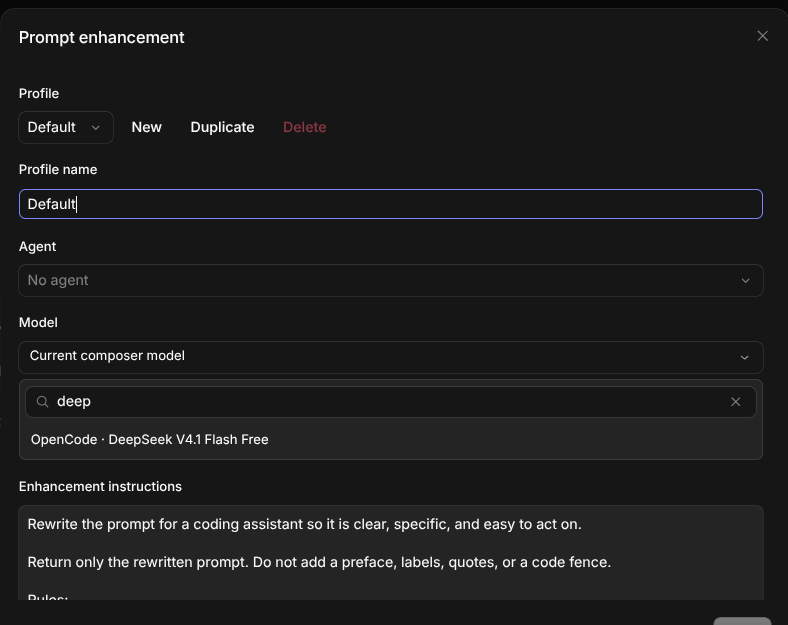 Prompt enhancement
Profile
Default
New
Duplicate
Delete
Profile name
Default
Agent
No agent
Model
Current composer model
deep
OpenCode · DeepSeek V4.1 Flash Free
Enhancement instructions
Rewrite the prompt for a coding assistant so it is clear, specific, and easy to act on.
Return only the rewritten prompt. Do not add a preface, labels, quotes, or a code fence.
Rules: